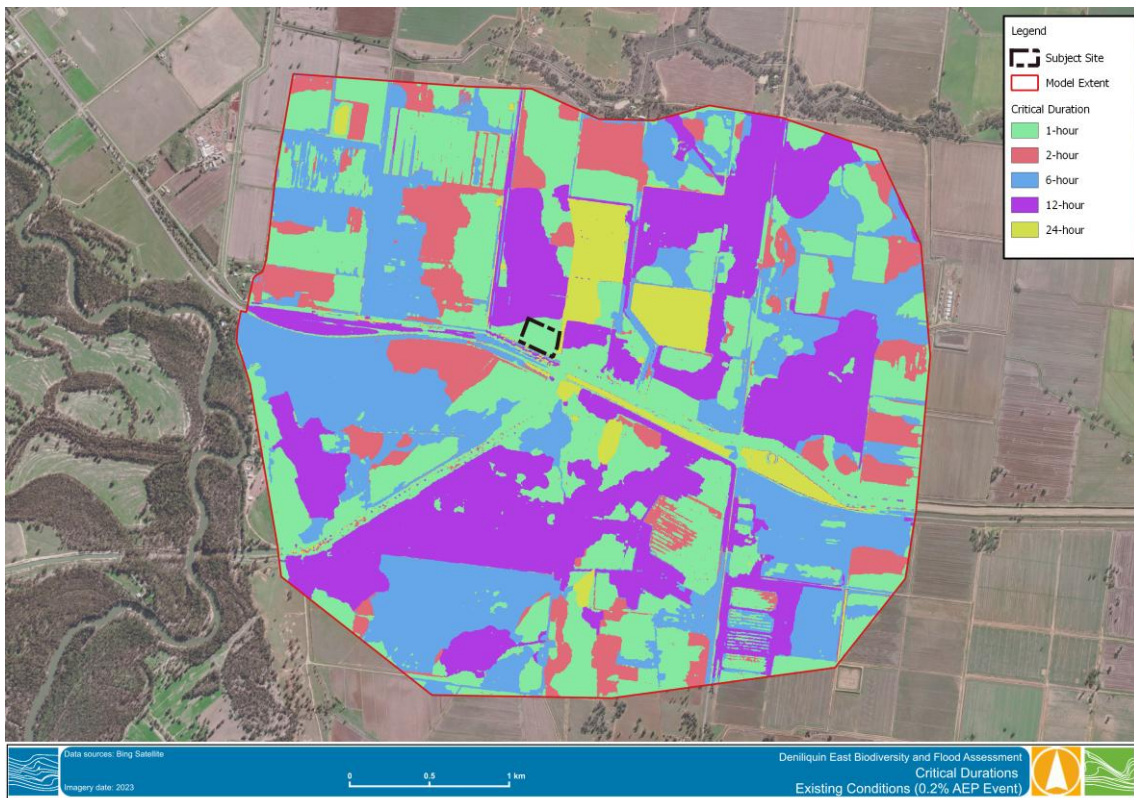 Legend
Subject Site
Model Extent
Critical Duration
1-hour
2-hour
6-hour
12-hour
24-hour
Data sources: Bing Satellite
Imagery date: 2023
0 0.5 1 km
Deniliquin East Biodiversity and Flood Assessment
Critical Durations
Existing Conditions (0.2% AEP Event)